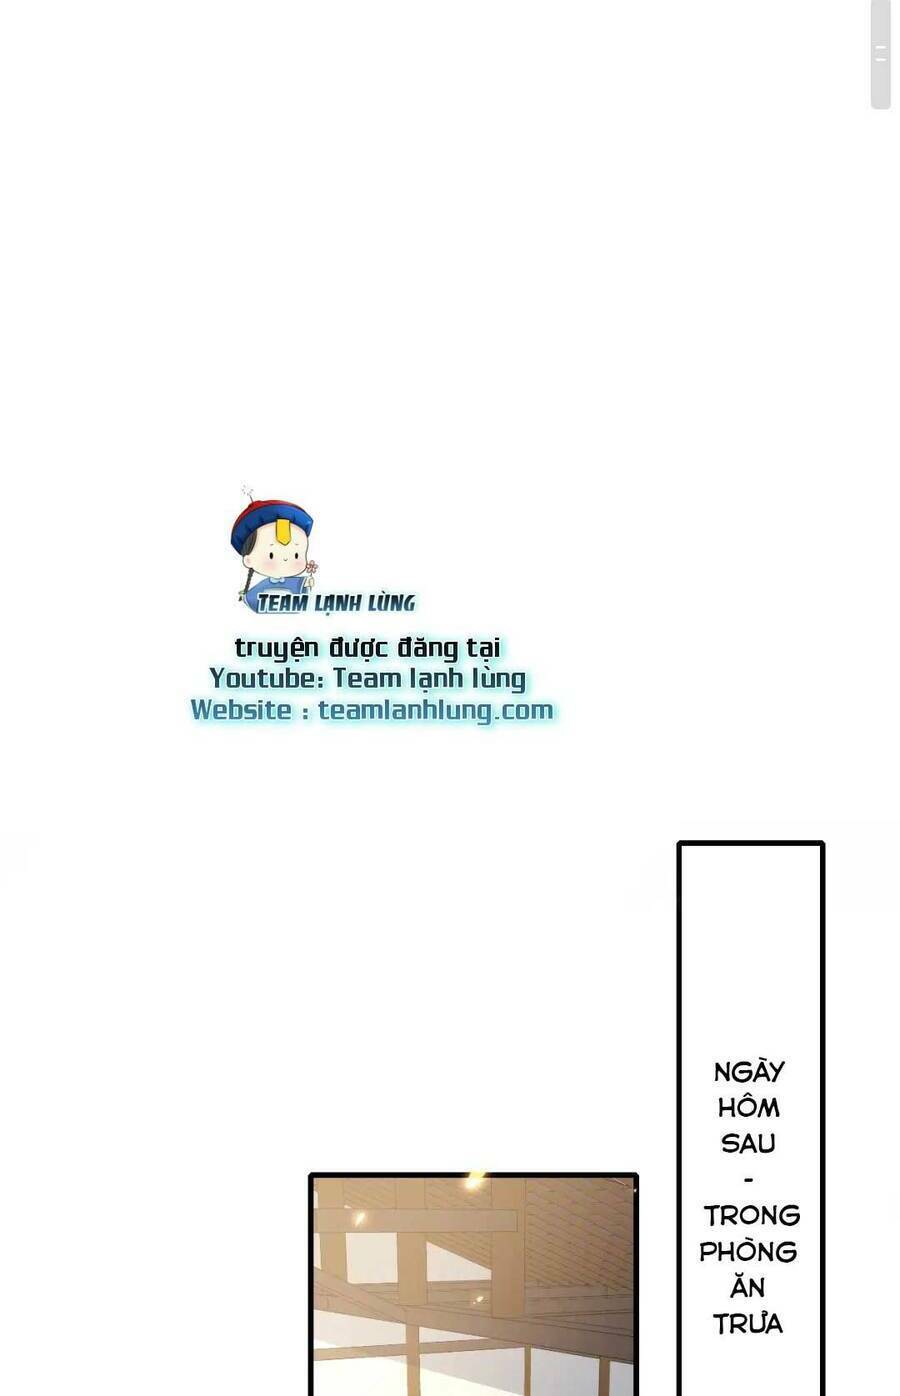 TEAM LẠNH LÙNG
truyện được đăng tại
Youtube: Team lạnh lùng
Website : teamlanhlung.com
NGÀY
HÔM
SAU
-
TRONG
PHÒNG
ĂN
TRƯA